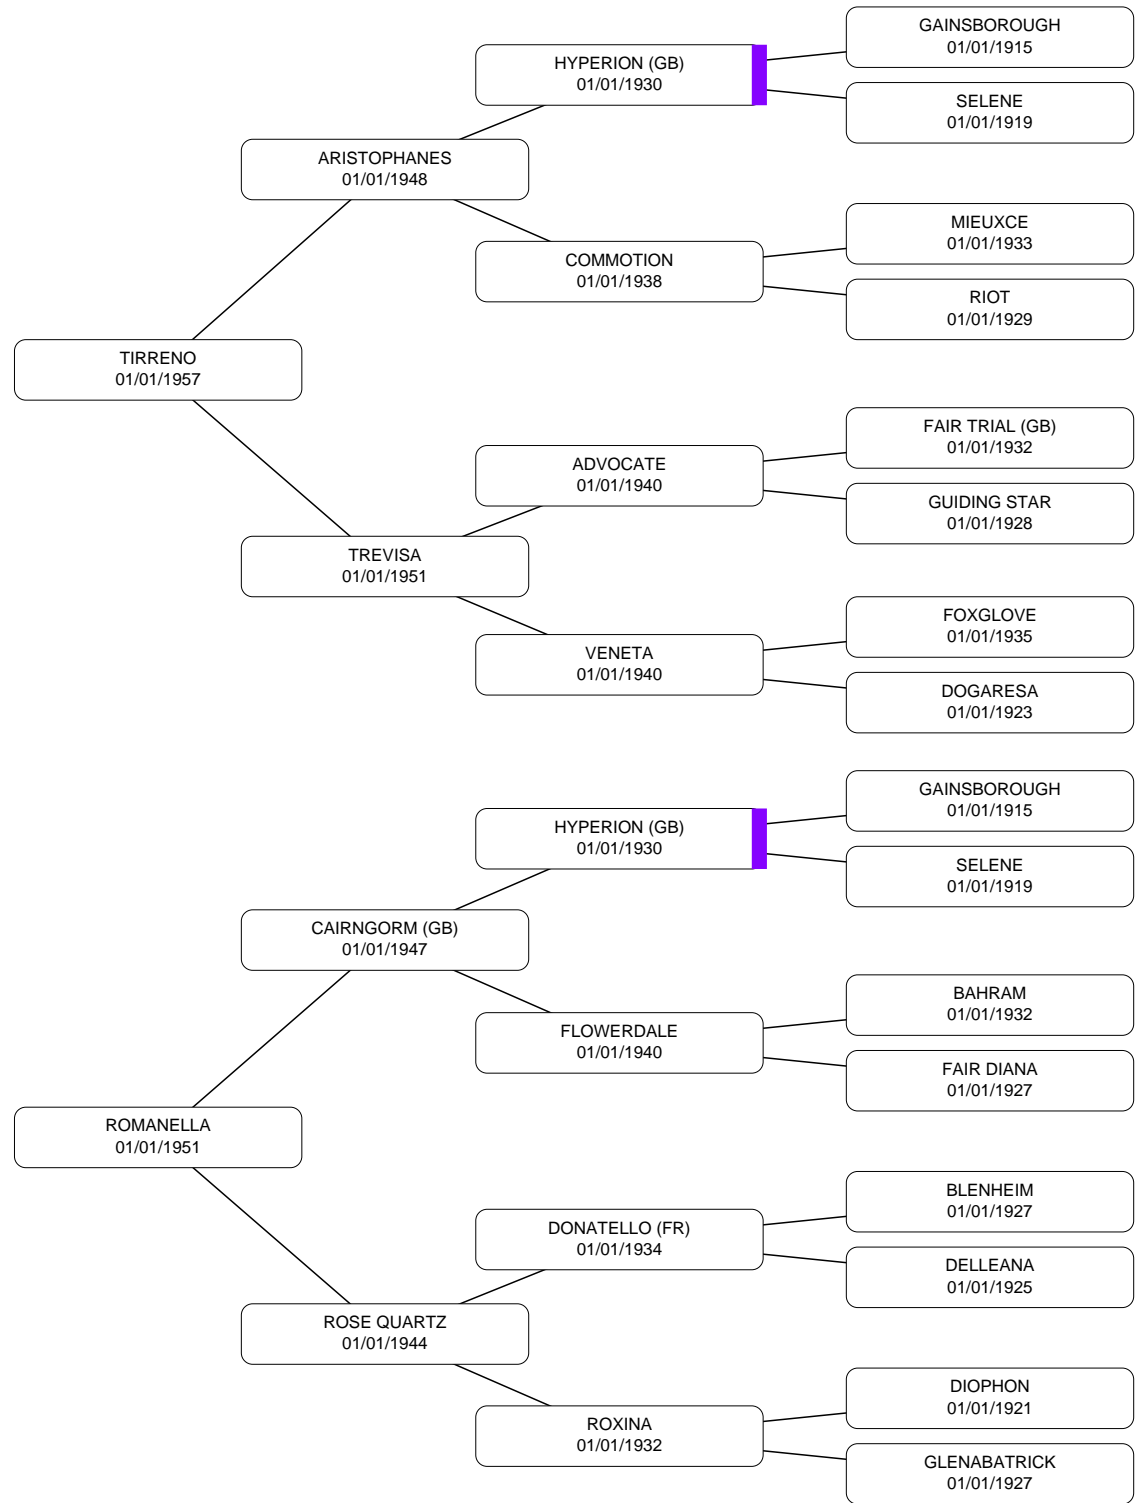 GAINSBOROUGH
01/01/1915
HYPERION (GB)
01/01/1930
SELENE
01/01/1919
ARISTOPHANES
01/01/1948
MIEUXCE
01/01/1933
COMMOTION
01/01/1938
RIOT
01/01/1929
TIRRENO
01/01/1957
FAIR TRIAL (GB)
01/01/1932
ADVOCATE
01/01/1940
GUIDING STAR
01/01/1928
TREVISA
01/01/1951
FOXGLOVE
01/01/1935
VENETA
01/01/1940
DOGARESA
01/01/1923
GAINSBOROUGH
01/01/1915
HYPERION (GB)
01/01/1930
SELENE
01/01/1919
CAIRNGORM (GB)
01/01/1947
BAHRAM
01/01/1932
FLOWERDALE
01/01/1940
FAIR DIANA
01/01/1927
ROMANELLA
01/01/1951
BLENHEIM
01/01/1927
DONATELLO (FR)
01/01/1934
DELLEANA
01/01/1925
ROSE QUARTZ
01/01/1944
DIOPHON
01/01/1921
ROXINA
01/01/1932
GLENABATRICK
01/01/1927